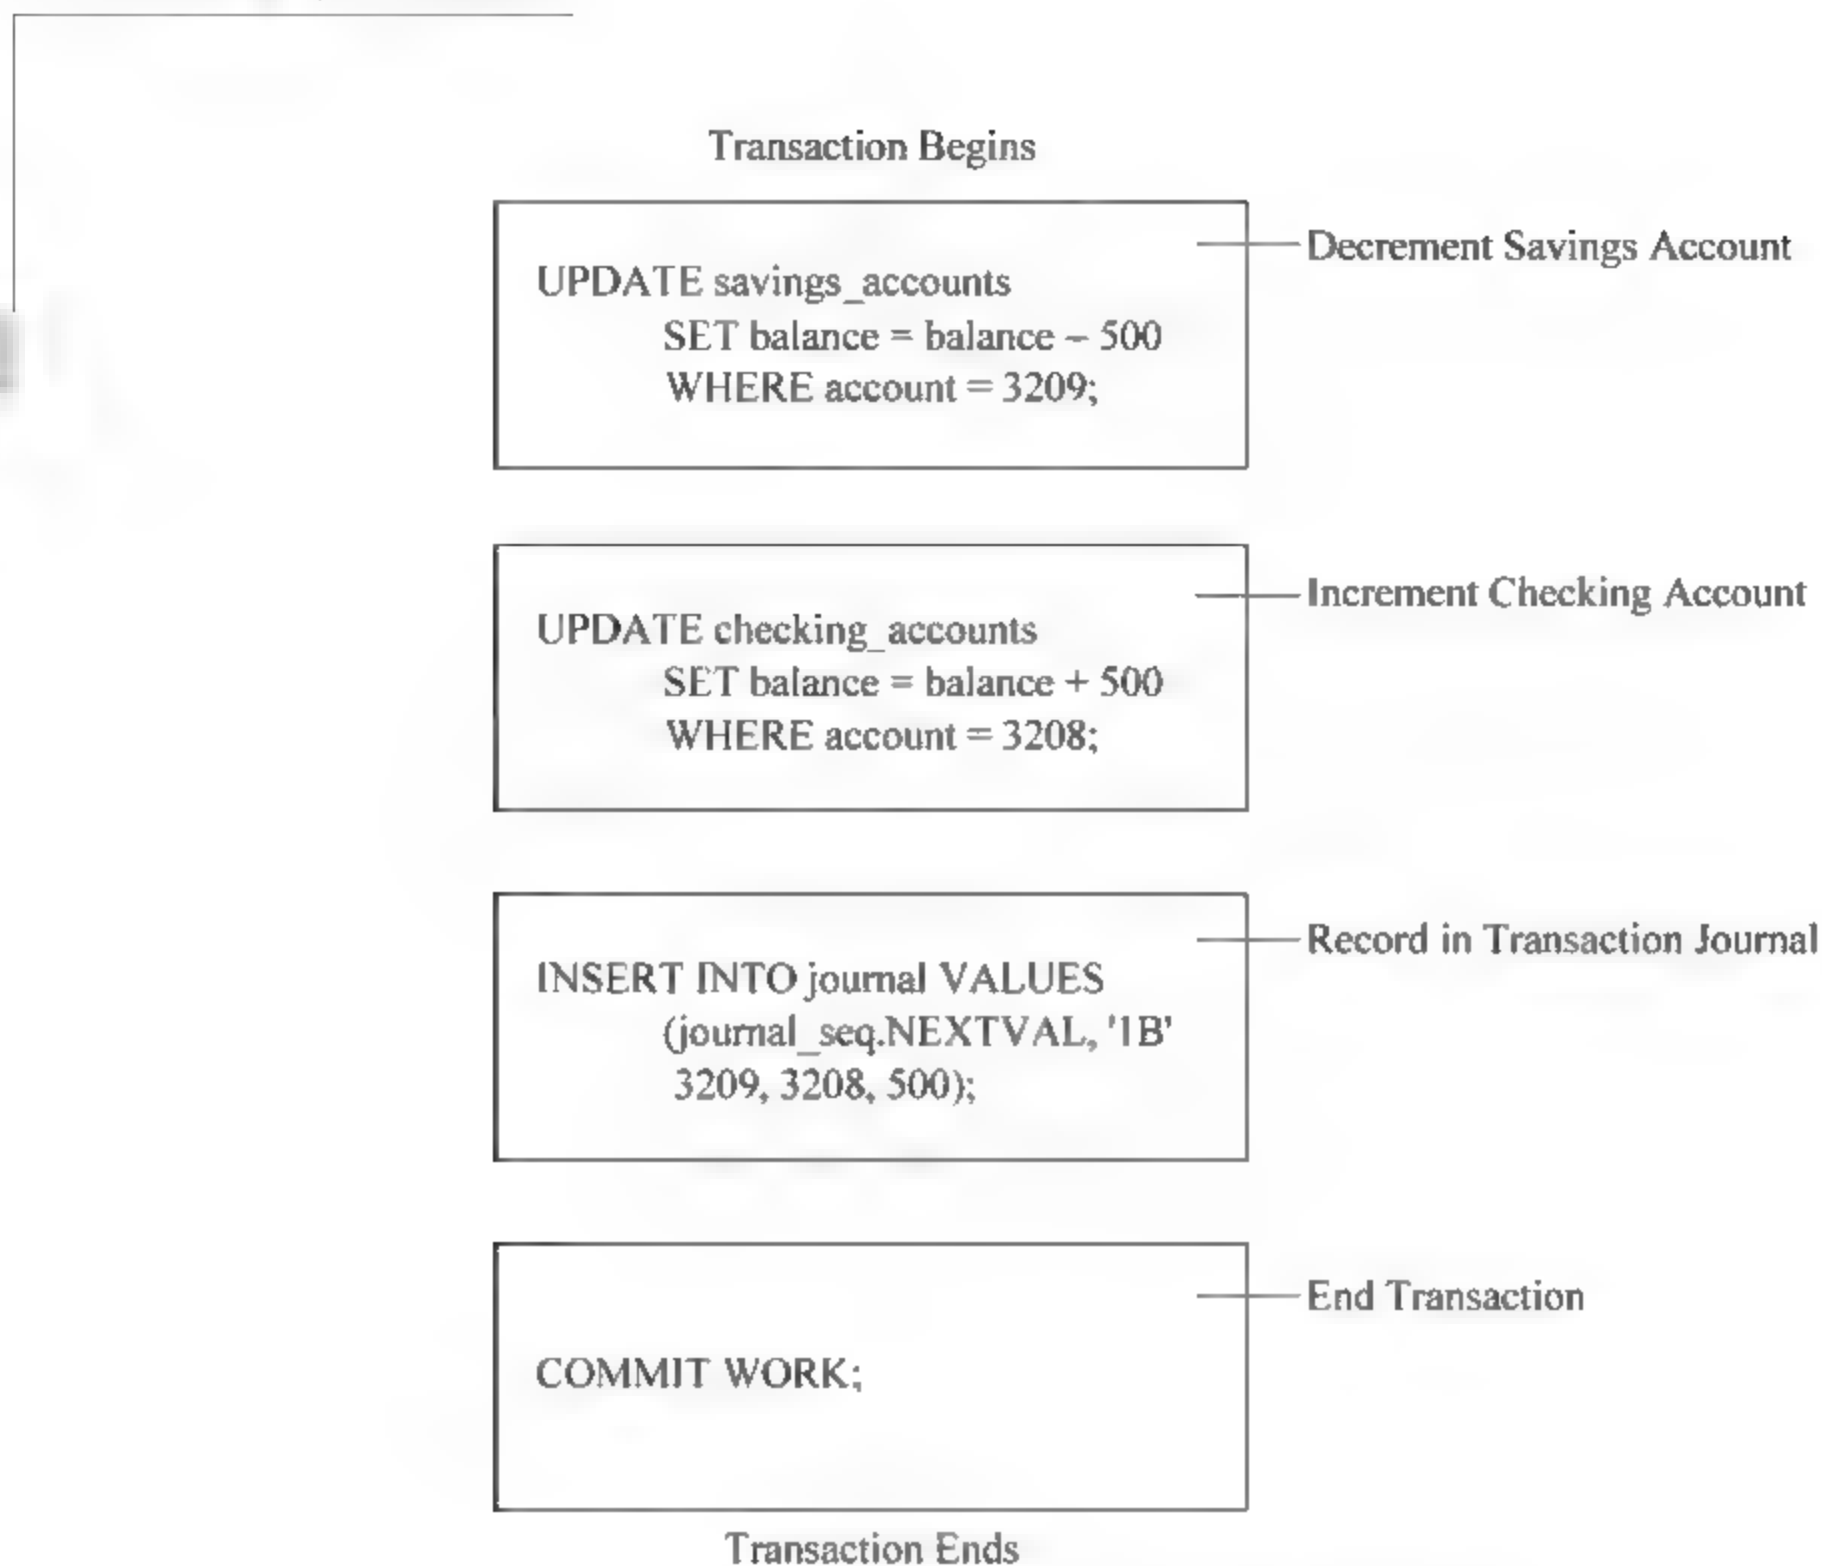 Transaction Begins
Decrement Savings Account
UPDATE savings_accounts
SET balance = balance – 500
WHERE account = 3209;
Increment Checking Account
UPDATE checking_accounts
SET balance = balance + 500
WHERE account = 3208;
Record in Transaction Journal
INSERT INTO journal VALUES
(journal_seq.NEXTVAL, '1B'
3209, 3208, 500);
End Transaction
COMMIT WORK;
Transaction Ends